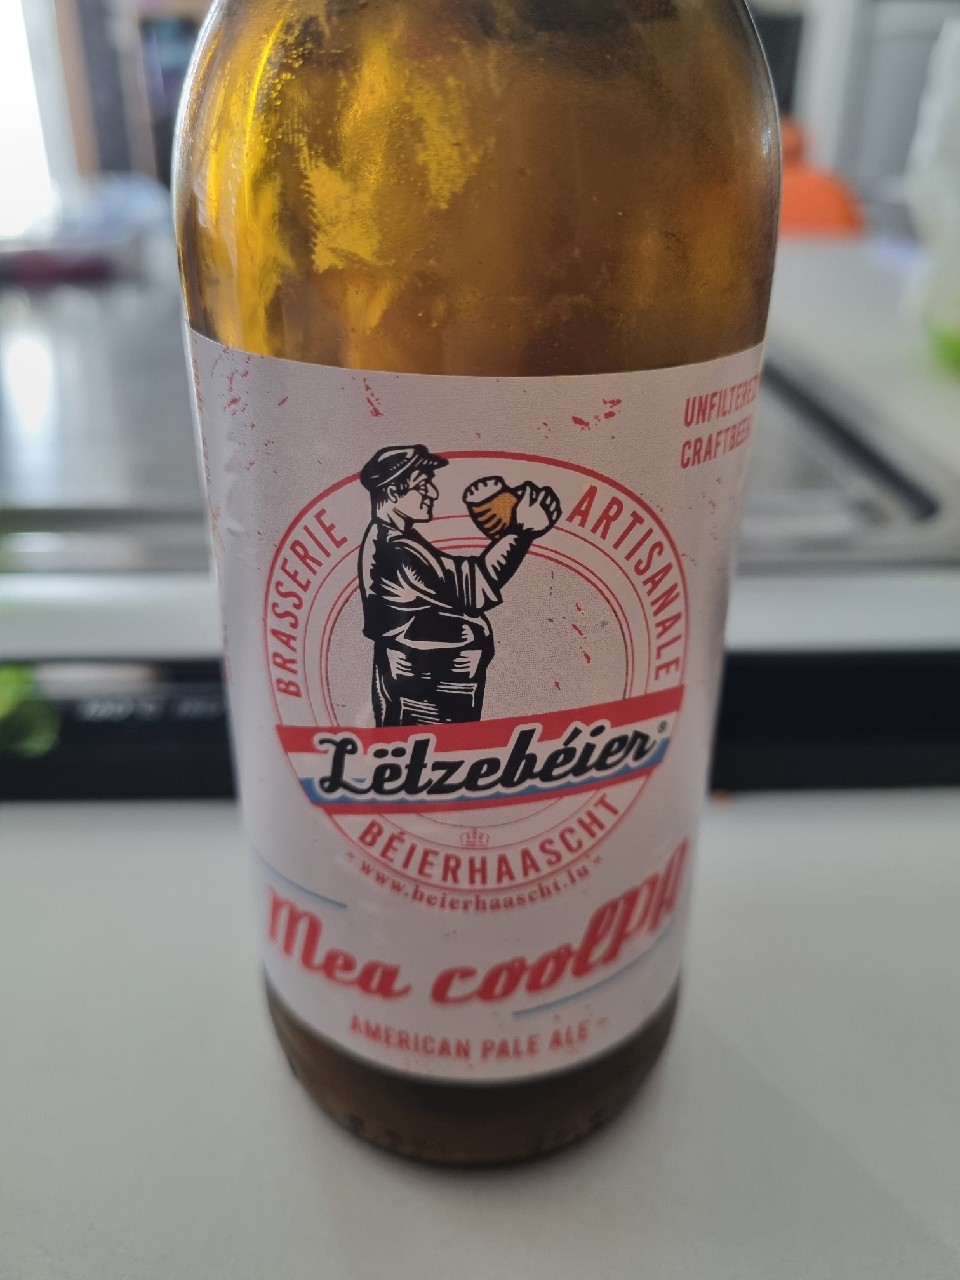 UNFILTERED
CRAFTBEER
BRASSERIE ARTISANALE
Lëtzebéier®
BÉIERHAASCHT
www.beierhaascht.lu
Mea coolPA
AMERICAN PALE ALE